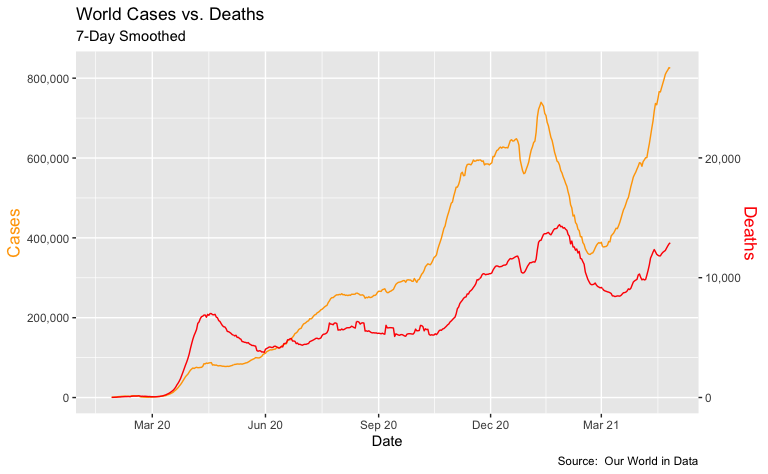 World Cases vs. Deaths
7-Day Smoothed
800,000
600,000
400,000
200,000
0
Cases
20,000
10,000
0
Deaths
Mar 20 Jun 20 Sep 20 Dec 20 Mar 21
Date
Source:  Our World in Data